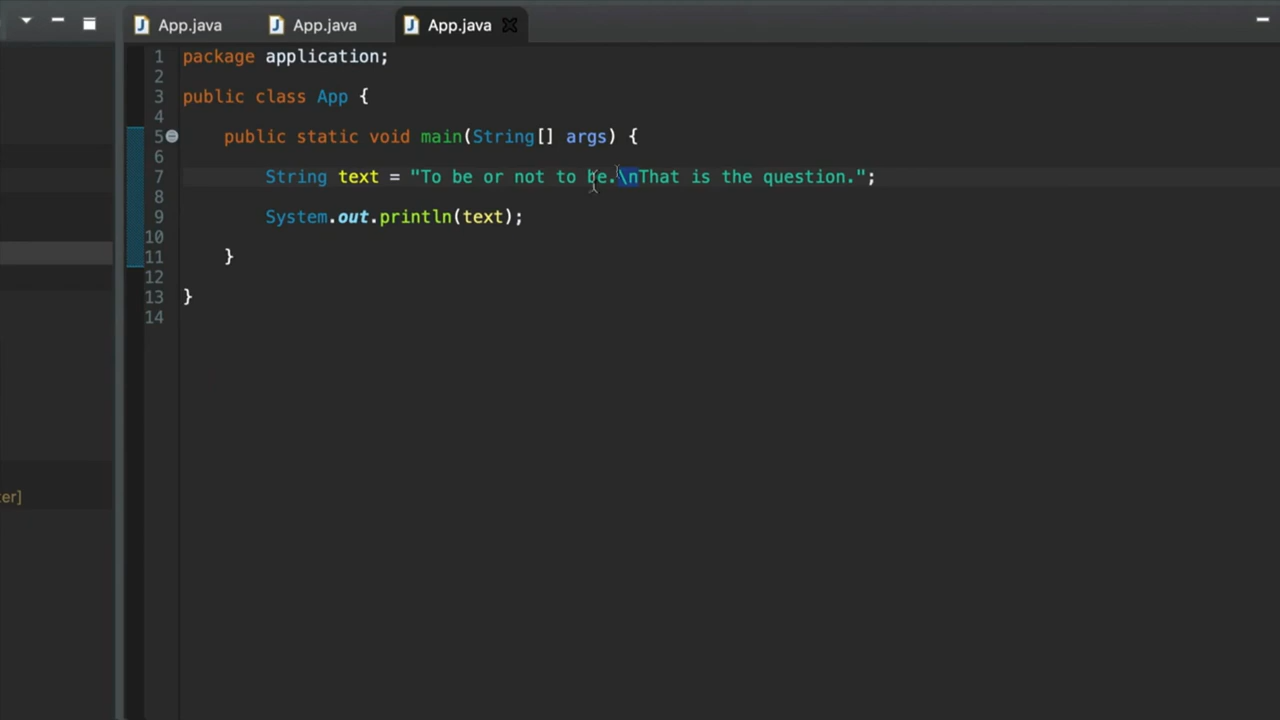 App.java App.java App.java
1 package application;
2
3 public class App {
4
5 public static void main(String[] args) {
6
7 String text = "To be or not to be.\nThat is the question.";
8
9 System.out.println(text);
10
11 }
12
13 }
14
ter]